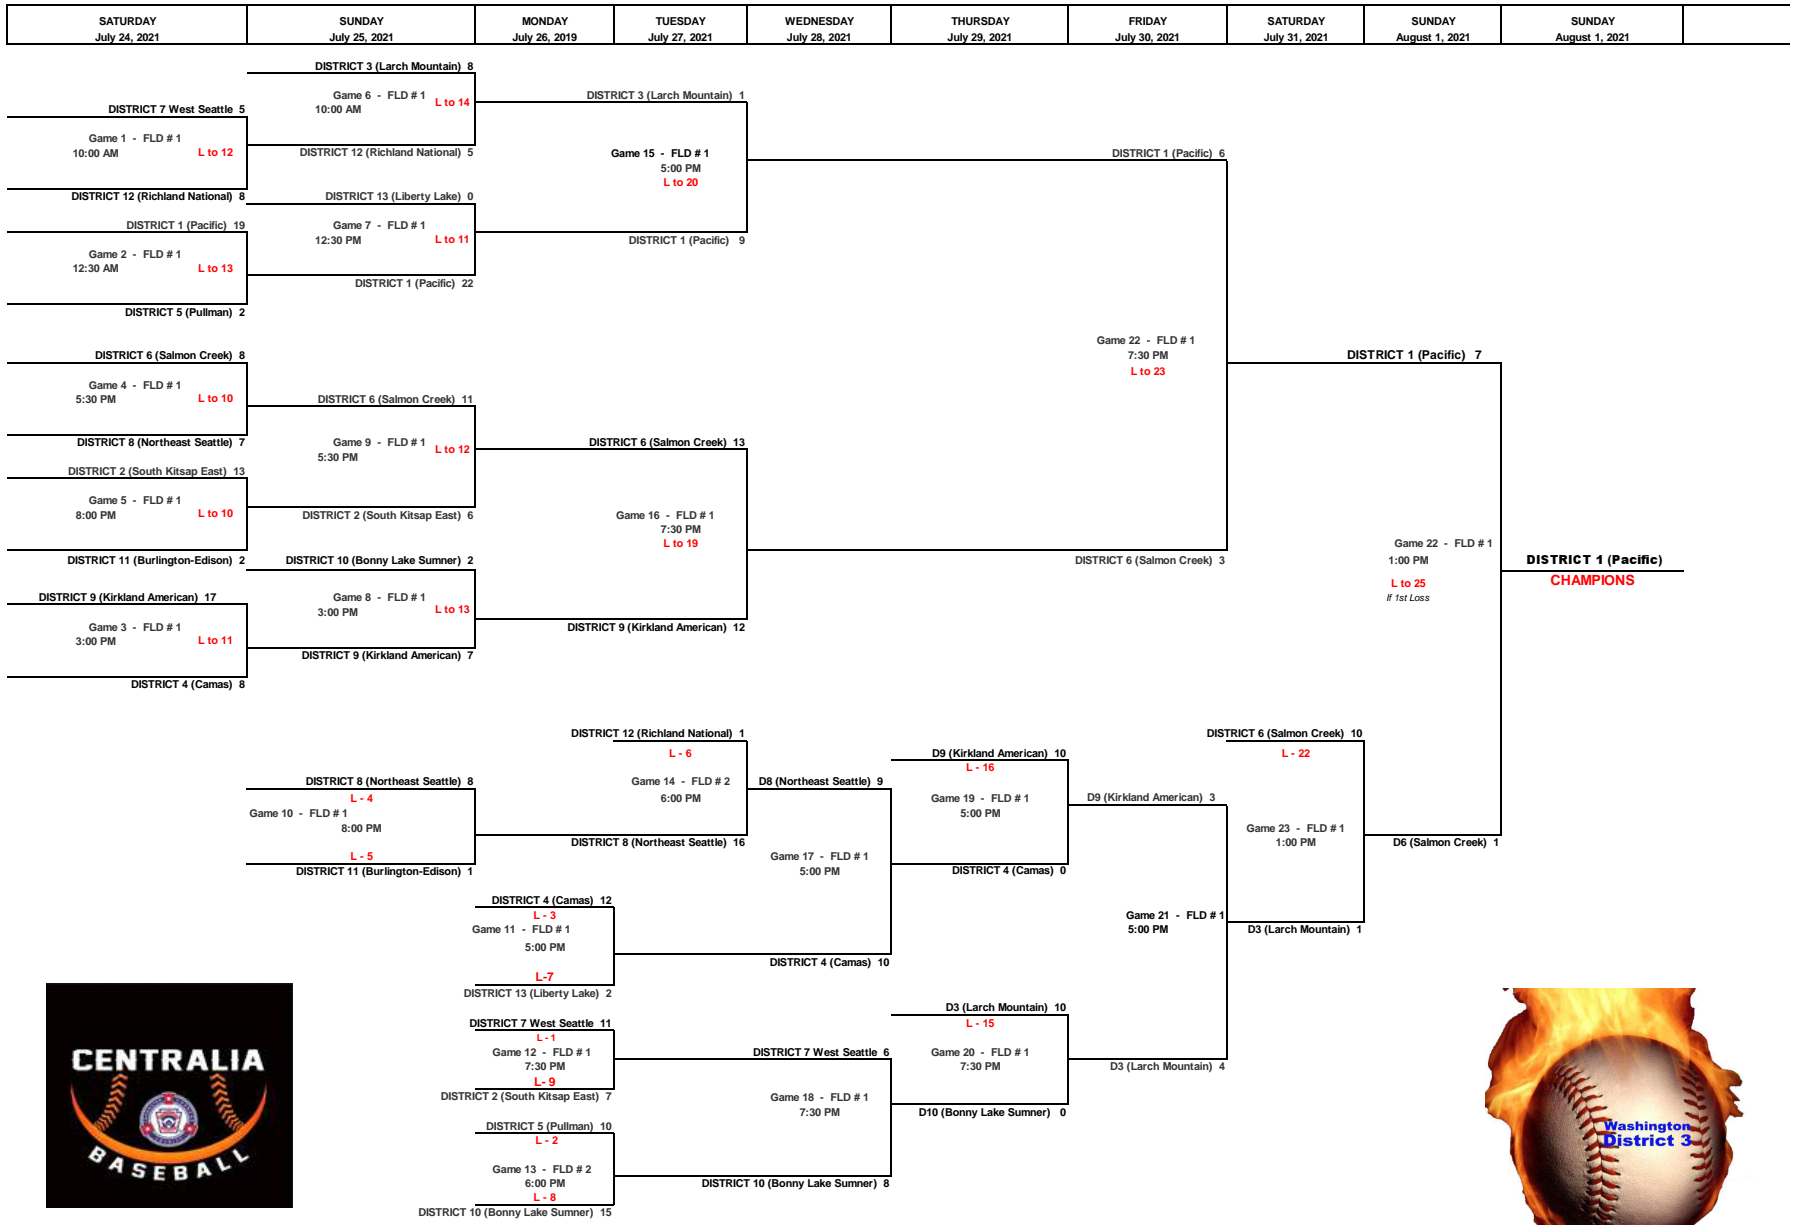 SATURDAY SUNDAY MONDAY TUESDAY WEDNESDAY THURSDAY FRIDAY SATURDAY SUNDAY SUNDAY
July 24, 2021 July 25, 2021 July 26, 2019 July 27, 2021 July 28, 2021 July 29, 2021 July 30, 2021 July 31, 2021 August 1, 2021 August 1, 2021
DISTRICT 3 (Larch Mountain) 8
Game 6 - FLD # 1
L to 14
10:00 AM
DISTRICT 3 (Larch Mountain) 1
DISTRICT 7 West Seattle 5
Game 1 - FLD # 1
10:00 AM L to 12
DISTRICT 12 (Richland National) 5
Game 15 - FLD # 1
5:00 PM
L to 20
DISTRICT 1 (Pacific) 6
DISTRICT 12 (Richland National) 8
DISTRICT 13 (Liberty Lake) 0
DISTRICT 1 (Pacific) 19
Game 7 - FLD # 1
12:30 PM L to 11
DISTRICT 1 (Pacific) 9
Game 2 - FLD # 1
12:30 AM L to 13
DISTRICT 1 (Pacific) 22
DISTRICT 5 (Pullman) 2
Game 22 - FLD # 1
7:30 PM
L to 23
DISTRICT 6 (Salmon Creek) 8
DISTRICT 1 (Pacific) 7
Game 4 - FLD # 1
5:30 PM L to 10
DISTRICT 6 (Salmon Creek) 11
DISTRICT 8 (Northeast Seattle) 7
Game 9 - FLD # 1
L to 12
5:30 PM
DISTRICT 6 (Salmon Creek) 13
DISTRICT 2 (South Kitsap East) 13
Game 5 - FLD # 1
8:00 PM L to 10
DISTRICT 2 (South Kitsap East) 6
Game 16 - FLD # 1
7:30 PM
L to 19
Game 22 - FLD # 1
1:00 PM
L to 25
If 1st Loss
DISTRICT 11 (Burlington-Edison) 2
DISTRICT 10 (Bonny Lake Sumner) 2
DISTRICT 6 (Salmon Creek) 3
DISTRICT 1 (Pacific)
CHAMPIONS
DISTRICT 9 (Kirkland American) 17
Game 8 - FLD # 1
3:00 PM L to 13
Game 3 - FLD # 1
3:00 PM L to 11
DISTRICT 9 (Kirkland American) 12
DISTRICT 9 (Kirkland American) 7
DISTRICT 4 (Camas) 8
DISTRICT 12 (Richland National) 1
L - 6
DISTRICT 6 (Salmon Creek) 10
L - 22
D9 (Kirkland American) 10
L - 16
DISTRICT 8 (Northeast Seattle) 8
L - 4
Game 14 - FLD # 2
6:00 PM
D8 (Northeast Seattle) 9
Game 19 - FLD # 1
5:00 PM
D9 (Kirkland American) 3
Game 10 - FLD # 1
8:00 PM
L - 5
DISTRICT 11 (Burlington-Edison) 1
DISTRICT 8 (Northeast Seattle) 16
Game 23 - FLD # 1
1:00 PM
D6 (Salmon Creek) 1
Game 17 - FLD # 1
5:00 PM
DISTRICT 4 (Camas) 0
DISTRICT 4 (Camas) 12
L - 3
Game 11 - FLD # 1
5:00 PM
L-7
DISTRICT 13 (Liberty Lake) 2
DISTRICT 4 (Camas) 10
Game 21 - FLD # 1
5:00 PM
D3 (Larch Mountain) 1
D3 (Larch Mountain) 10
L - 15
DISTRICT 7 West Seattle 11
L - 1
Game 12 - FLD # 1
7:30 PM
L- 9
DISTRICT 2 (South Kitsap East) 7
DISTRICT 7 West Seattle 6
Game 20 - FLD # 1
7:30 PM
D3 (Larch Mountain) 4
Game 18 - FLD # 1
7:30 PM
D10 (Bonny Lake Sumner) 0
DISTRICT 5 (Pullman) 10
L - 2
Game 13 - FLD # 2
6:00 PM
L - 8
DISTRICT 10 (Bonny Lake Sumner) 15
DISTRICT 10 (Bonny Lake Sumner) 8
CENTRALIA
BASEBALL
Washington
District 3